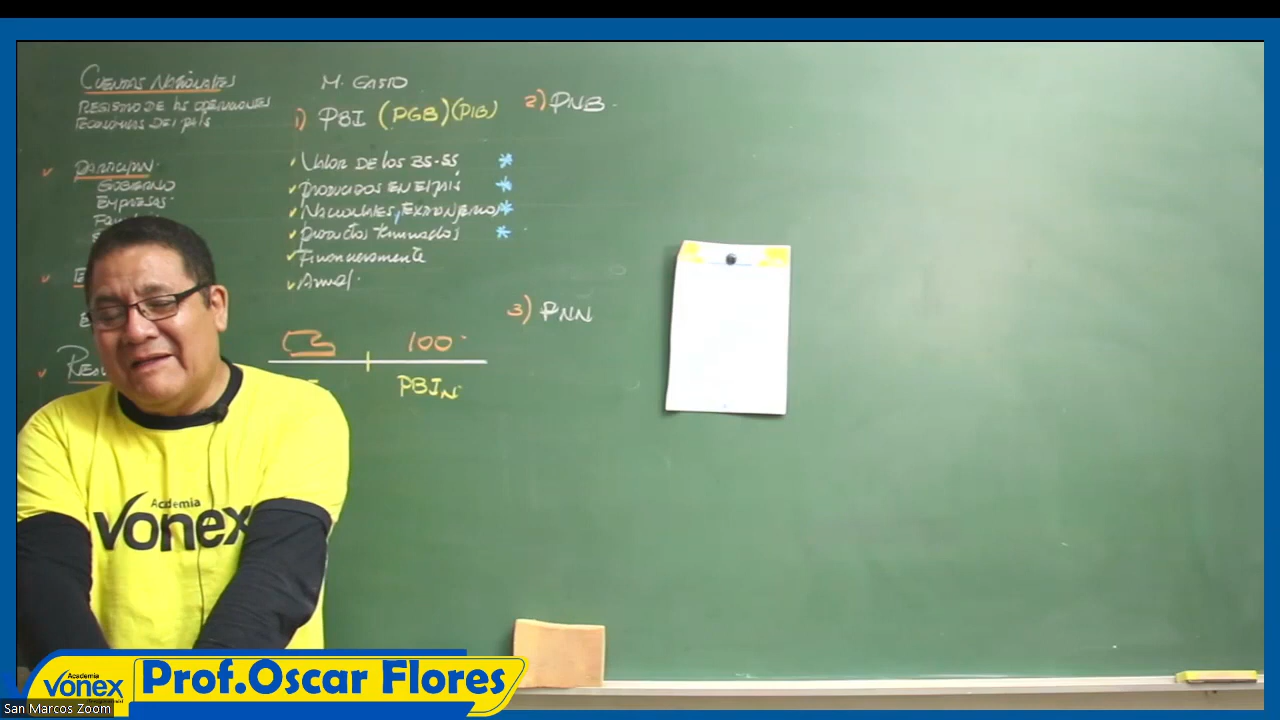 CUENTAS NACIONALES
REGISTRO DE LAS OPERACIONES
ECONÓMICAS DEL PAÍS
✓ PARTICIPAN
GOBIERNO
EMPRESAS
M. GASTO
1) PBI (PGB)(PIB)
✓ VALOR DE LOS BS-SS *
✓ PRODUCIDOS EN EL PAÍS *
✓ NACIONALES, EXTRANJEROS *
✓ PRODUCTOS TERMINADOS *
✓ FINANCIERAMENTE
✓ ANUAL.
100
PBIN
2) PNB.
3) PNN
Academia
Vonex
Academia
Vonex
Prof.Oscar Flores
San Marcos Zoom